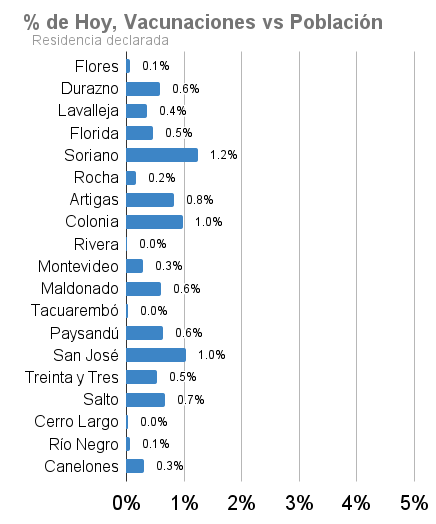 % de Hoy, Vacunaciones vs Población
Residencia declarada
Flores 0.1%
Durazno 0.6%
Lavalleja 0.4%
Florida 0.5%
Soriano 1.2%
Rocha 0.2%
Artigas 0.8%
Colonia 1.0%
Rivera 0.0%
Montevideo 0.3%
Maldonado 0.6%
Tacuarembó 0.0%
Paysandú 0.6%
San José 1.0%
Treinta y Tres 0.5%
Salto 0.7%
Cerro Largo 0.0%
Río Negro 0.1%
Canelones 0.3%
0% 1% 2% 3% 4% 5%